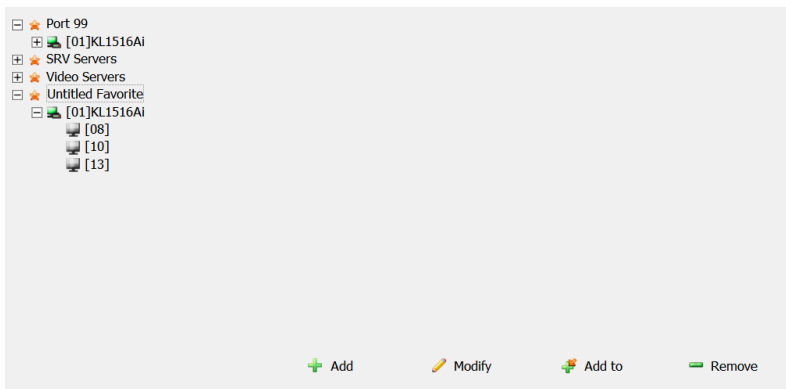 Port 99
[01]KL1516Ai
SRV Servers
Video Servers
Untitled Favorite
[01]KL1516Ai
[08]
[10]
[13]
Add Modify Add to Remove